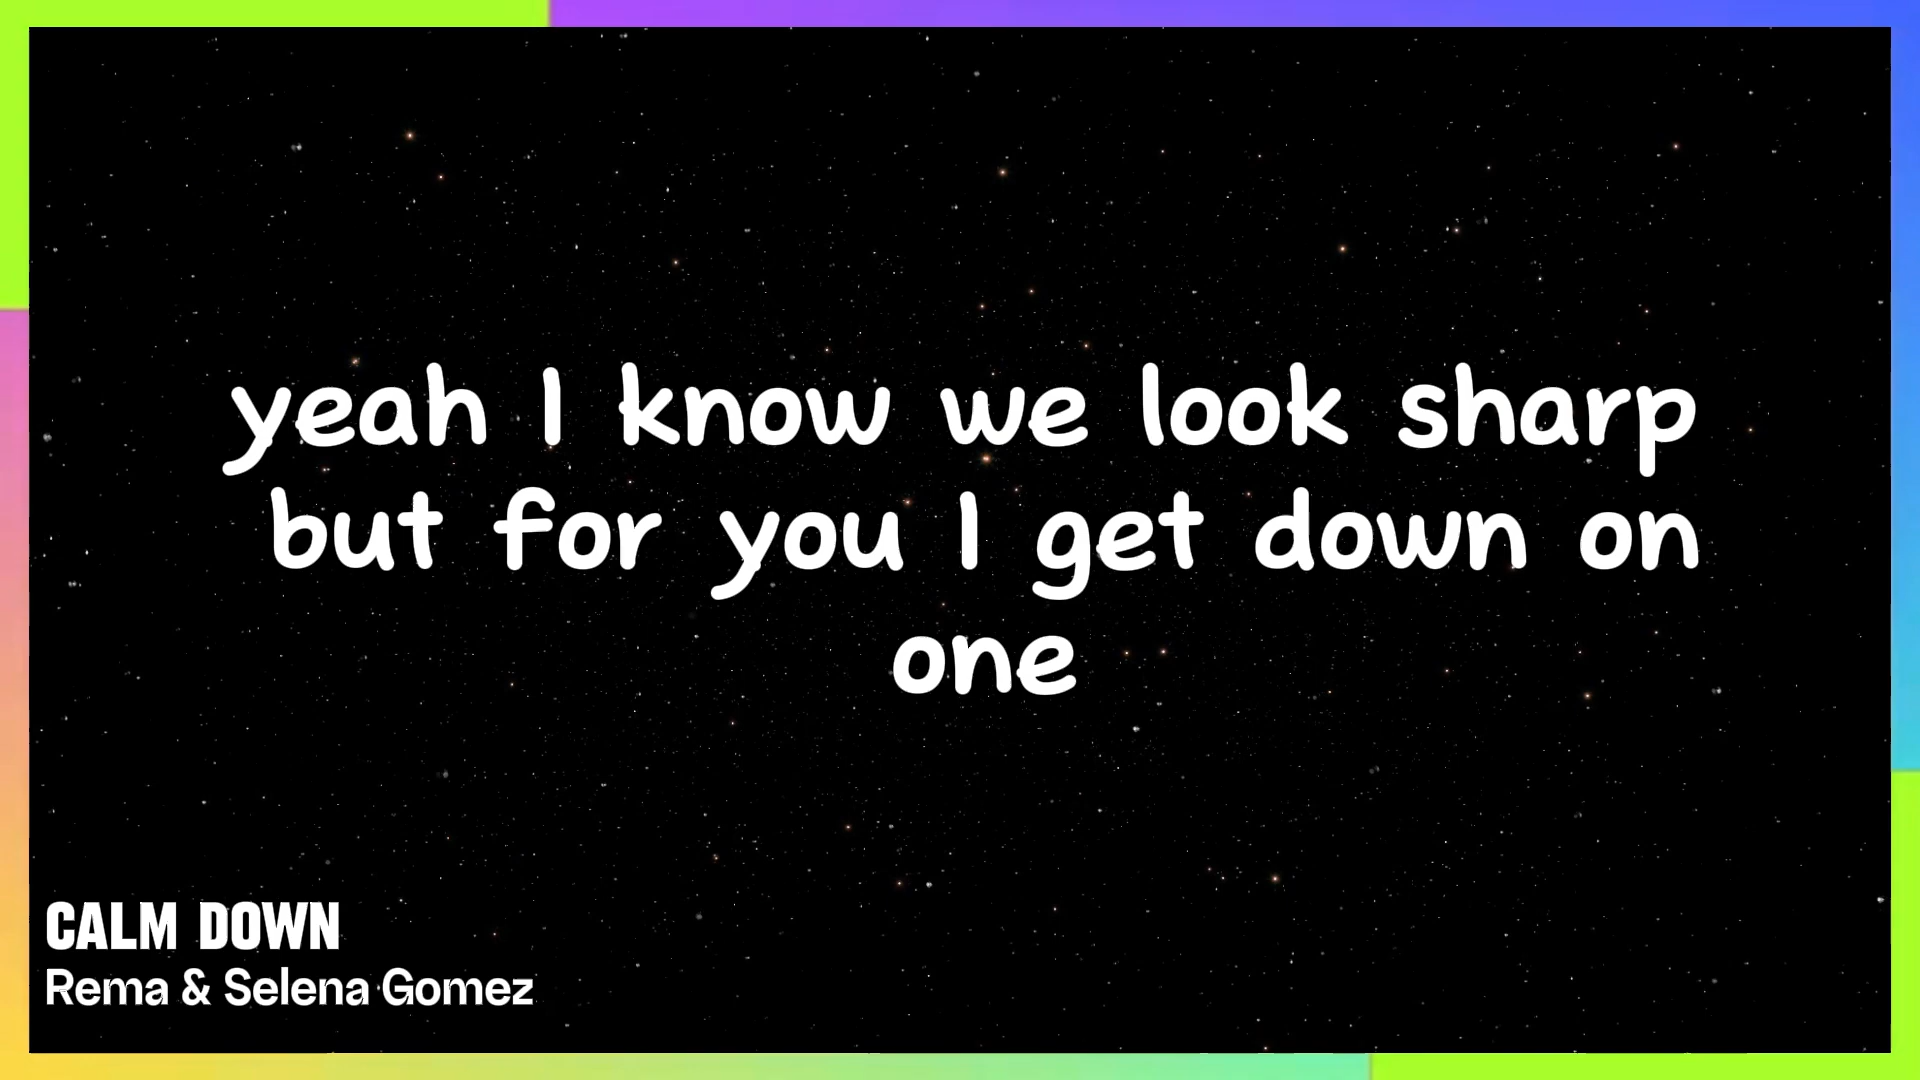 yeah I know we look sharp
but for you I get down on
one
CALM DOWN
Rema & Selena Gomez